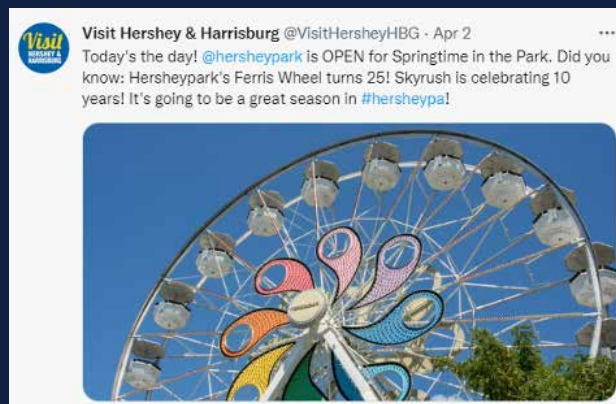 Visit
HERSHEY &
HARRISBURG
Visit Hershey & Harrisburg @VisitHersheyHBG · Apr 2
Today's the day! @hersheypark is OPEN for Springtime in the Park. Did you
know: Hersheypark's Ferris Wheel turns 25! Skyrush is celebrating 10
years! It's going to be a great season in #hersheypa!